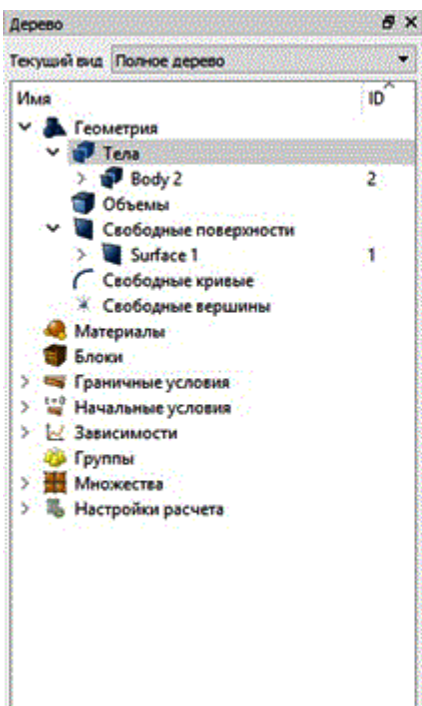 Дерево
Текущий вид Полное дерево
Имя ID
Геометрия
Тела
Body 2 2
Объемы
Свободные поверхности
Surface 1 1
Свободные кривые
Свободные вершины
Материалы
Блоки
Граничные условия
t=0 Начальные условия
Зависимости
Группы
Множества
Настройки расчета